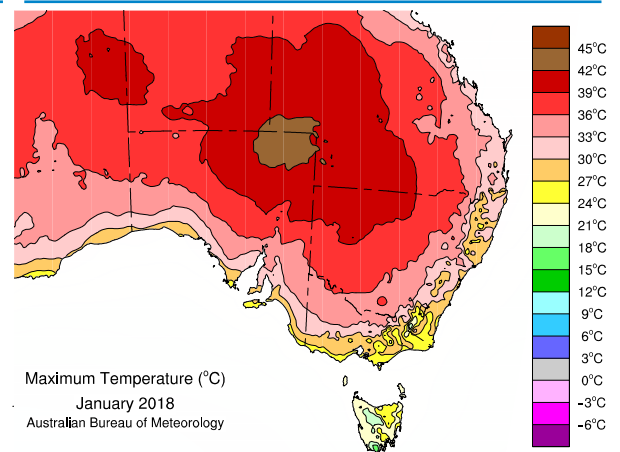 45°C
42°C
39°C
36°C
33°C
30°C
27°C
24°C
21°C
18°C
15°C
12°C
9°C
6°C
3°C
0°C
-3°C
-6°C
Maximum Temperature (°C)
January 2018
Australian Bureau of Meteorology